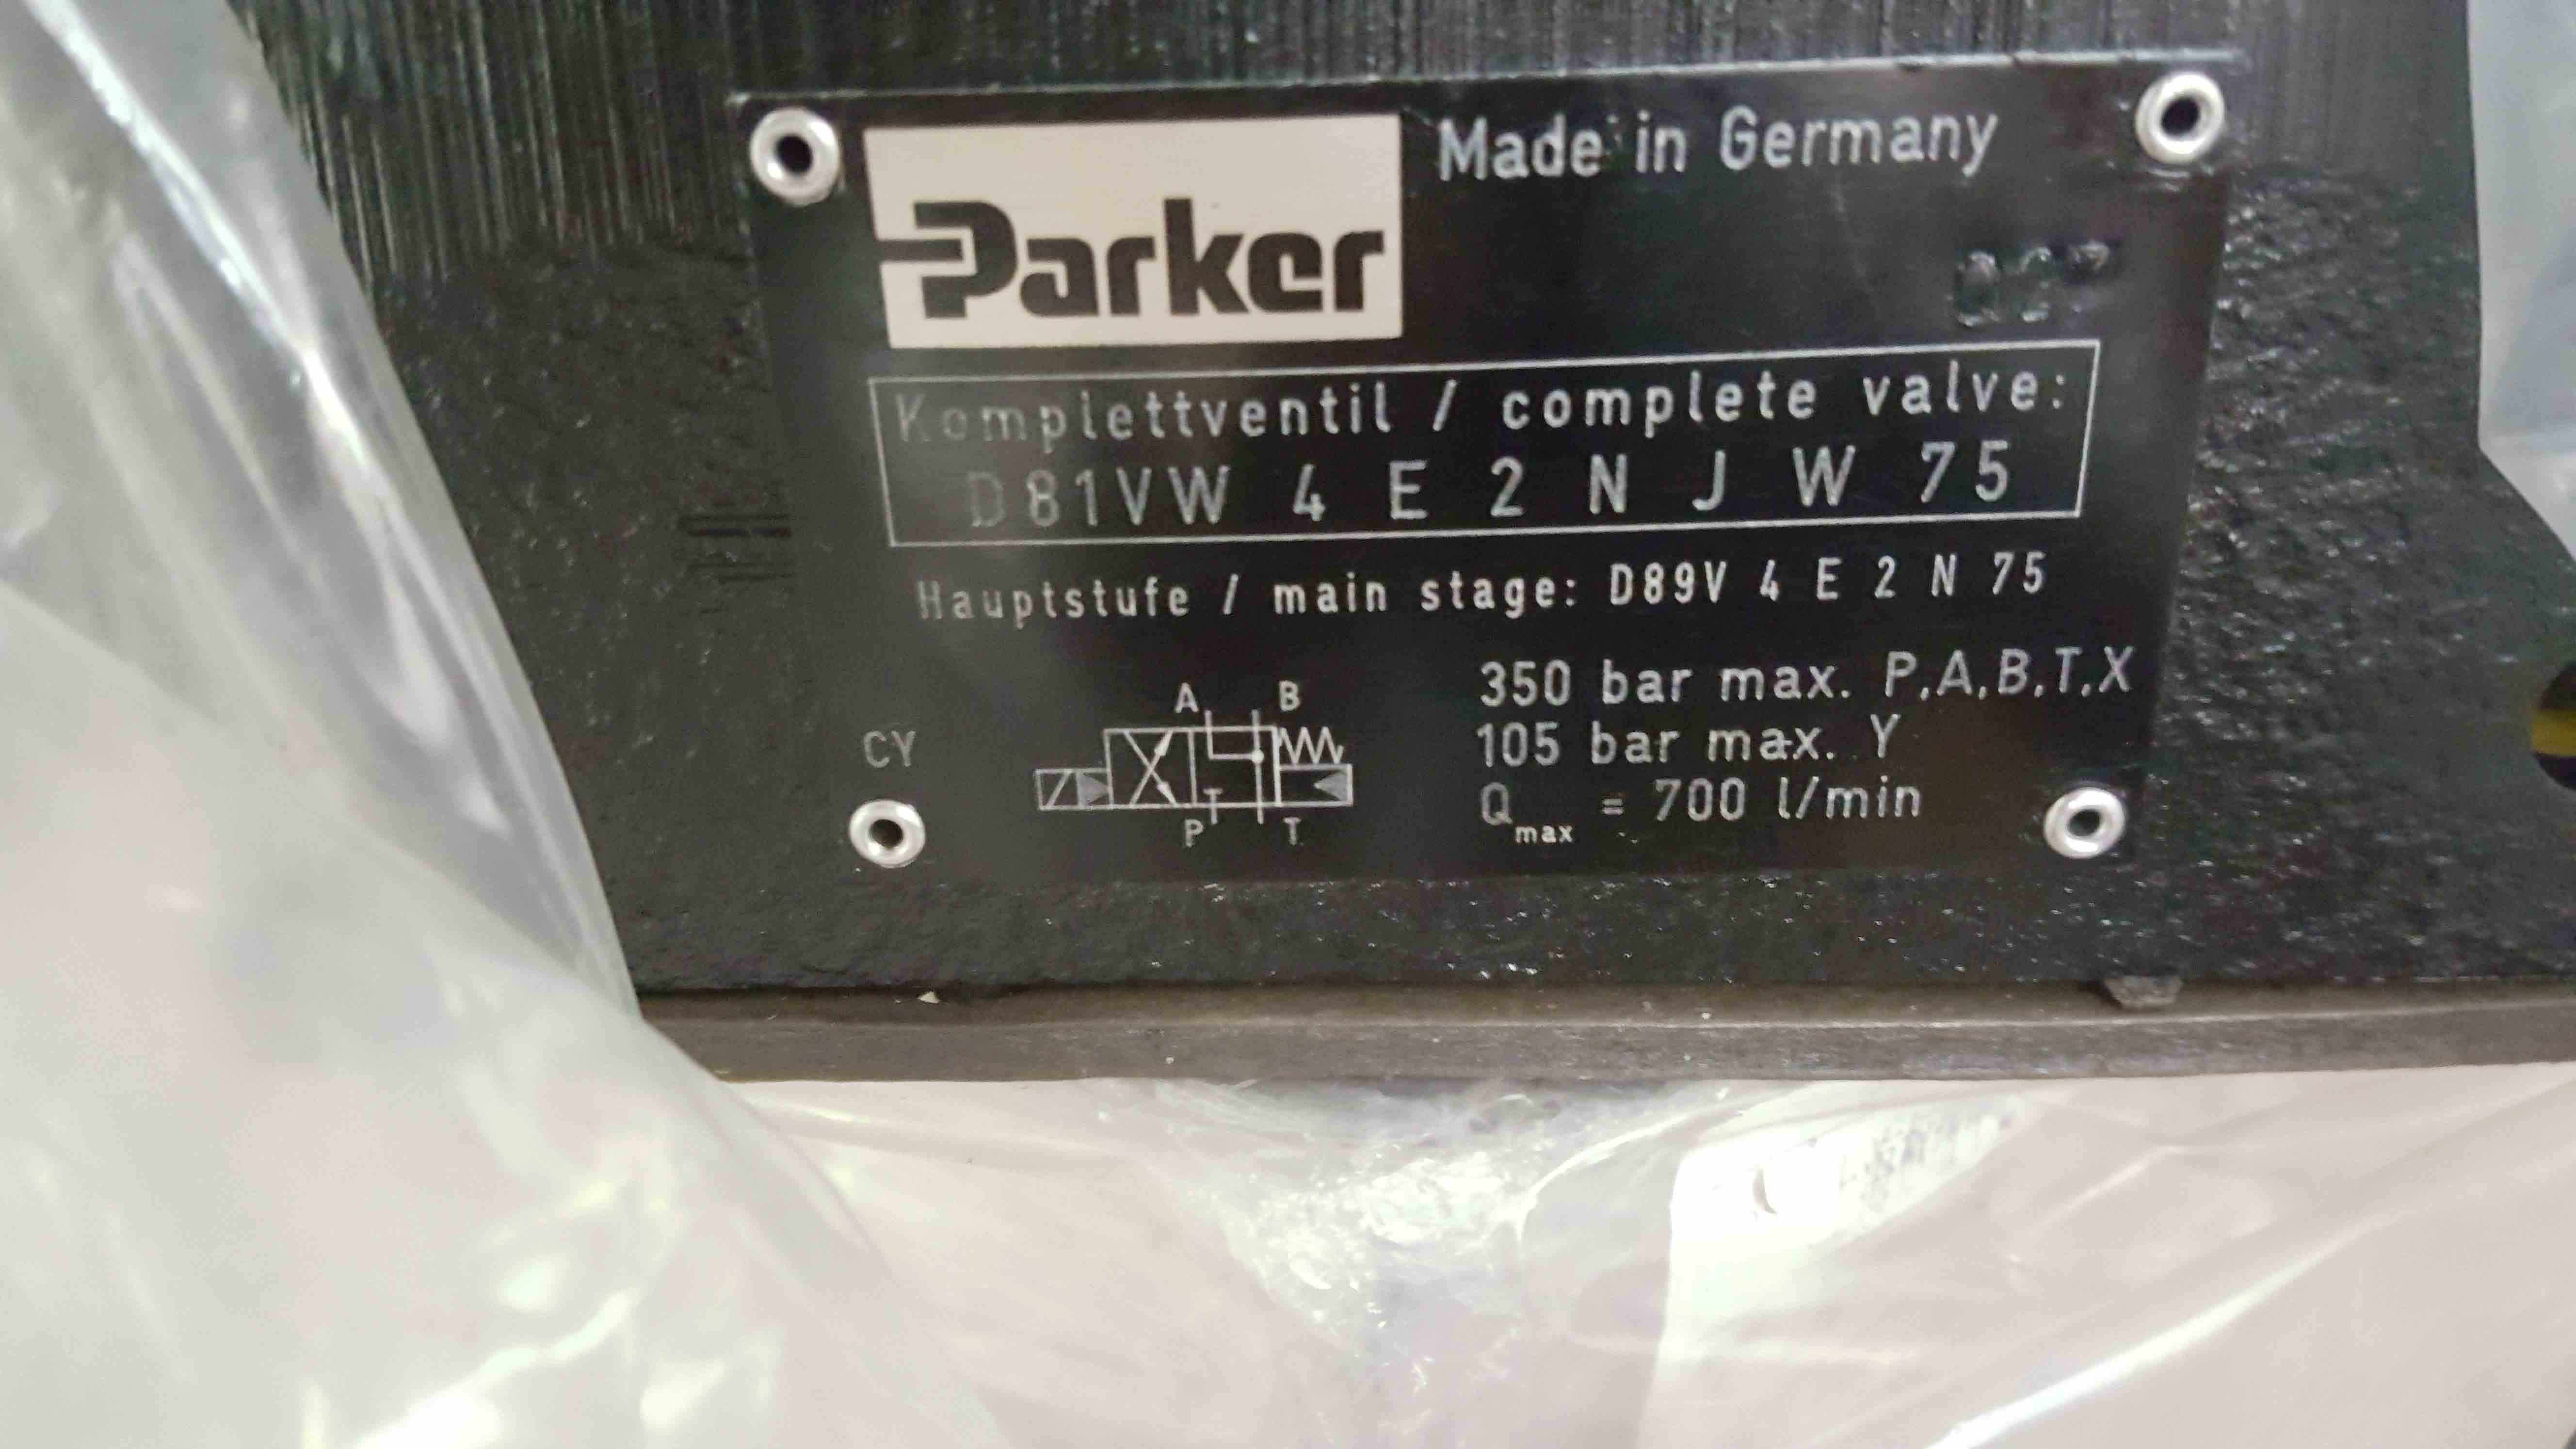 Parker
Made in Germany
Komplettventil / complete valve:
D81VW 4 E 2 N J W 75
Hauptstufe / main stage: D89V 4 E 2 N 75
A B
P T
CY
350 bar max. P,A,B,T,X
105 bar max. Y
Qmax = 700 l/min